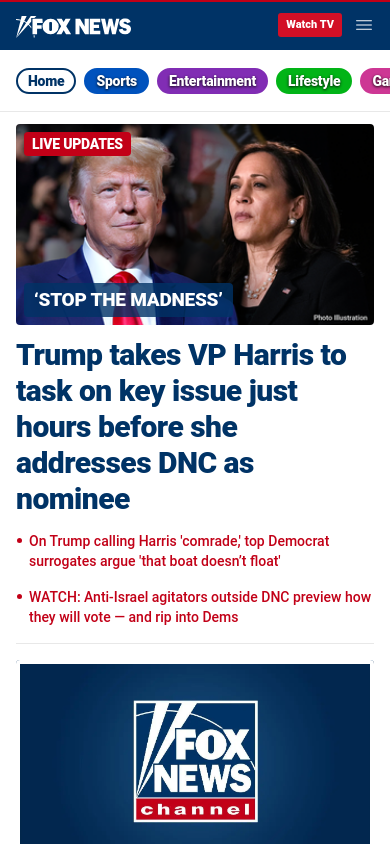 FOX NEWS
Watch TV
Home
Sports
Entertainment
Lifestyle
Ga
LIVE UPDATES
‘STOP THE MADNESS’
Photo Illustration
Trump takes VP Harris to
task on key issue just
hours before she
addresses DNC as
nominee
• On Trump calling Harris 'comrade,' top Democrat
surrogates argue 'that boat doesn’t float'
• WATCH: Anti-Israel agitators outside DNC preview how
they will vote — and rip into Dems
FOX
NEWS
channel